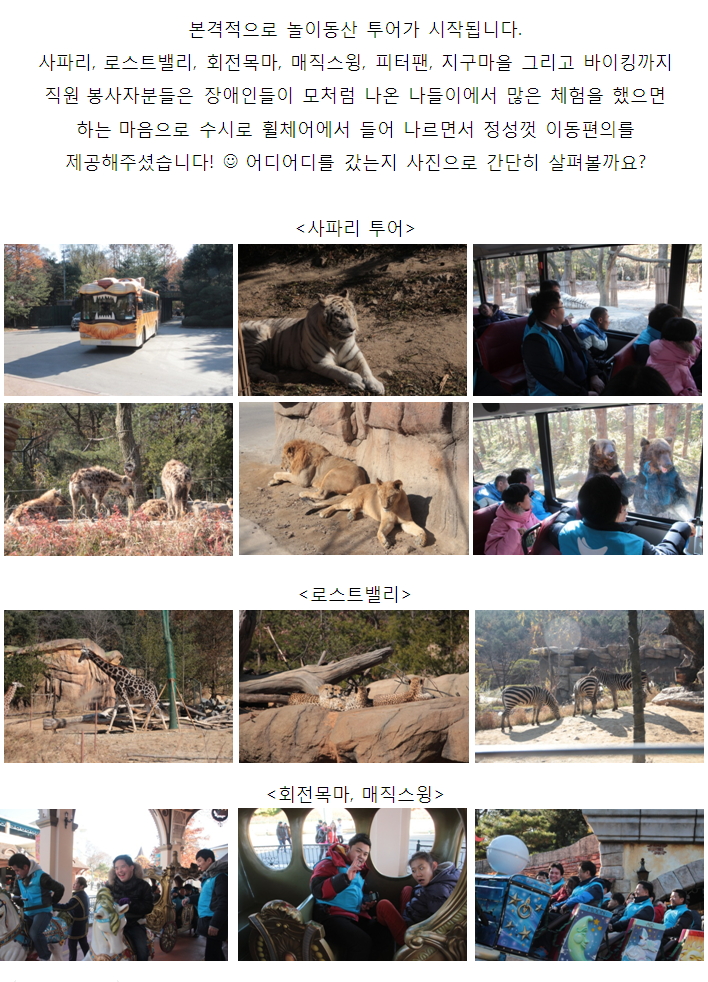 본격적으로 놀이동산 투어가 시작됩니다.
사파리, 로스트밸리, 회전목마, 매직스윙, 피터팬, 지구마을 그리고 바이킹까지
직원 봉사자분들은 장애인들이 모처럼 나온 나들이에서 많은 체험을 했으면
하는 마음으로 수시로 휠체어에서 들어 나르면서 정성껏 이동편의를
제공해주셨습니다! ☺ 어디어디를 갔는지 사진으로 간단히 살펴볼까요?
<사파리 투어>
<로스트밸리>
<회전목마, 매직스윙>